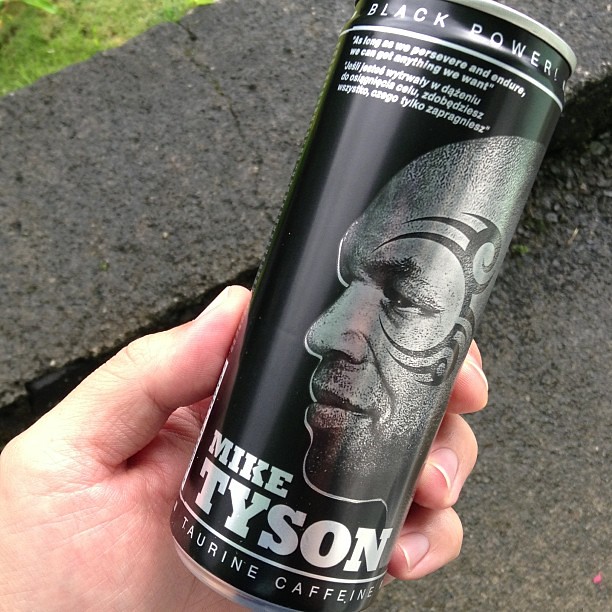 BLACK POWER!
"As long as we persevere and endure,
we can get anything we want"
"Jeśli jesteś wytrwały w dążeniu
do osiągnięcia celu, zdobędziesz
wszystko, czego tylko zapragniesz"
MIKE
TYSON
TAURINE CAFFEINE